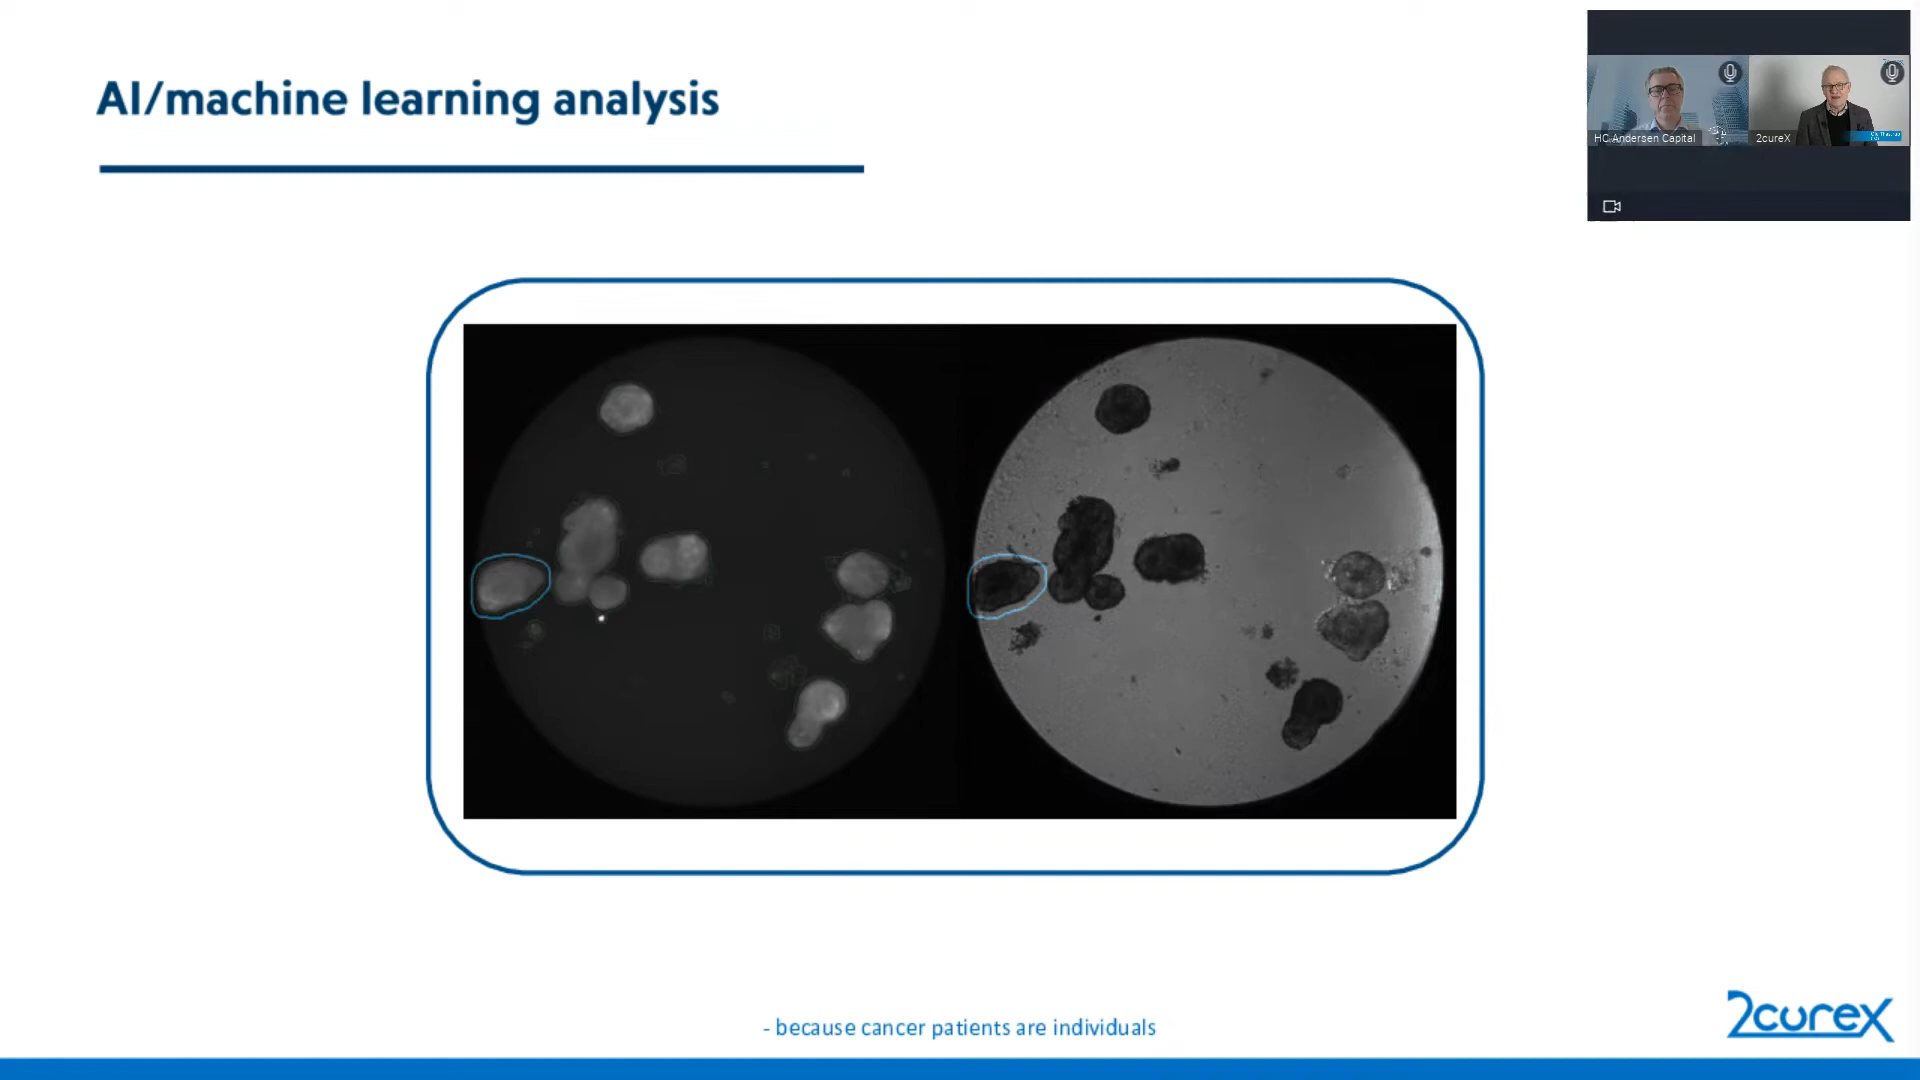 AI/machine learning analysis
HC Andersen Capital
2cureX
- because cancer patients are individuals
2cureX